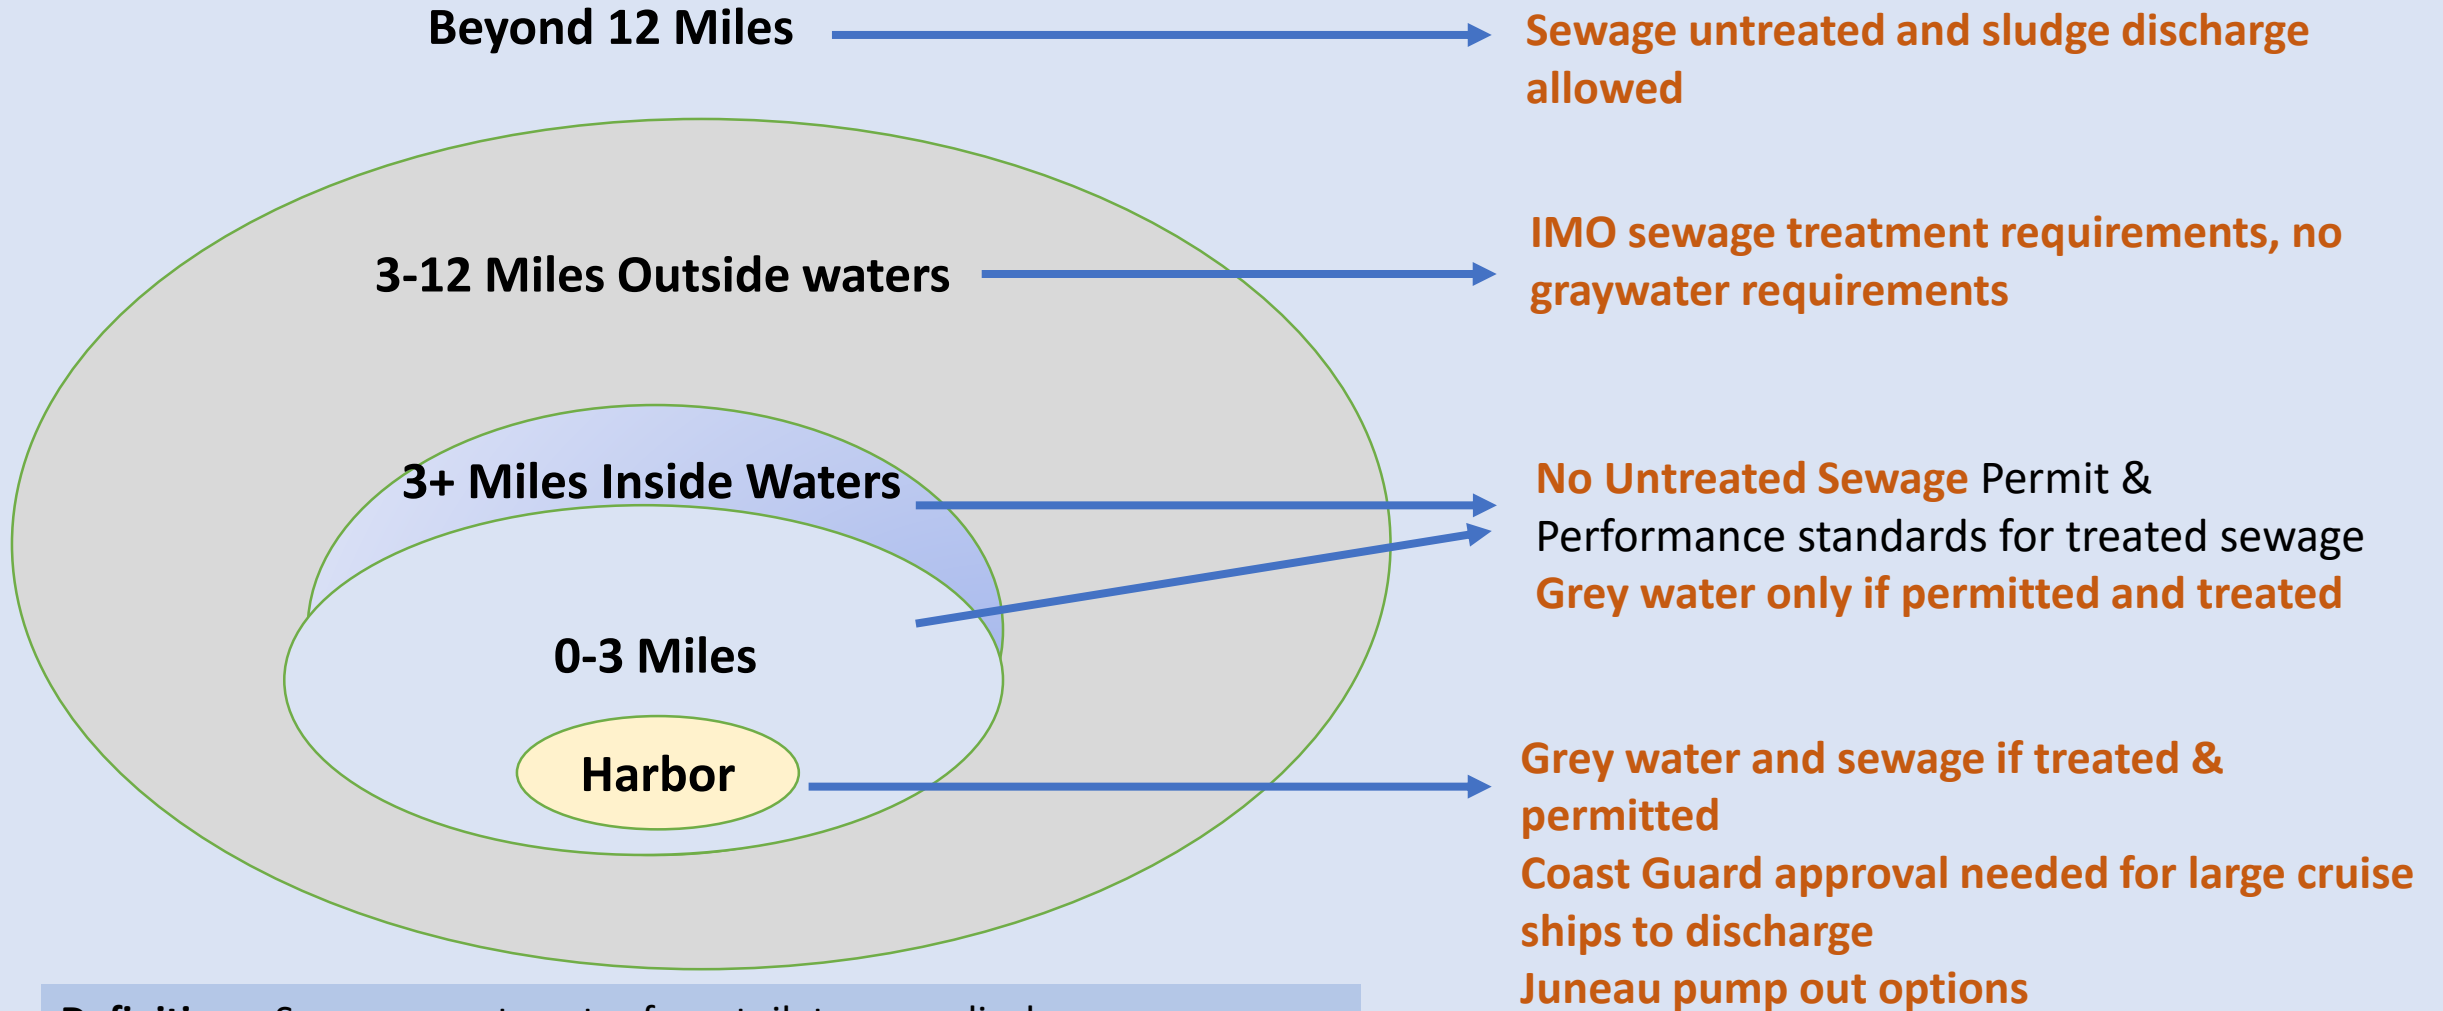 Beyond 12 Miles
Sewage untreated and sludge discharge
allowed
3-12 Miles Outside waters
IMO sewage treatment requirements, no
graywater requirements
3+ Miles Inside Waters
No Untreated Sewage Permit &
Performance standards for treated sewage
Grey water only if permitted and treated
0-3 Miles
Harbor
Grey water and sewage if treated &
permitted
Coast Guard approval needed for large cruise
ships to discharge
Juneau pump out options